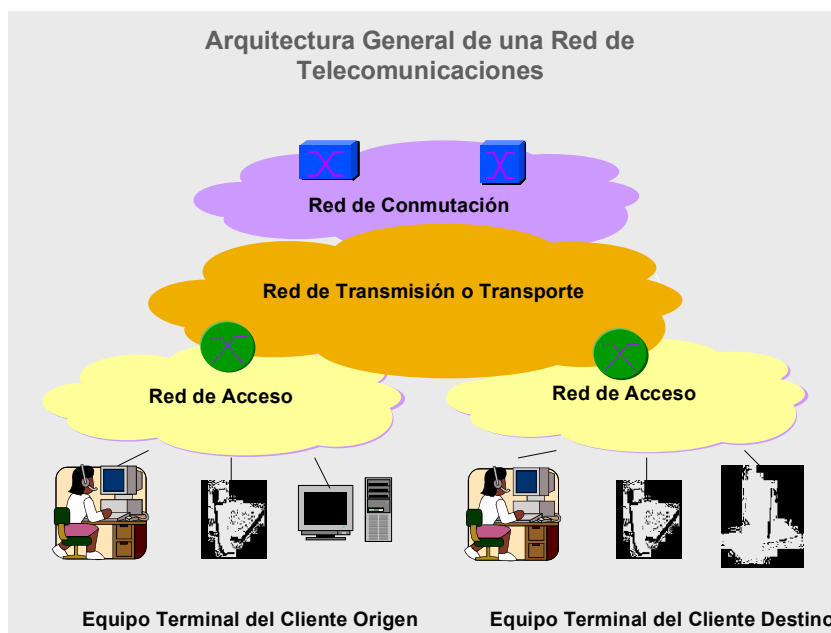 Arquitectura General de una Red de
Telecomunicaciones
Red de Conmutación
Red de Transmisión o Transporte
Red de Acceso
Red de Acceso
Equipo Terminal del Cliente Origen
Equipo Terminal del Cliente Destino